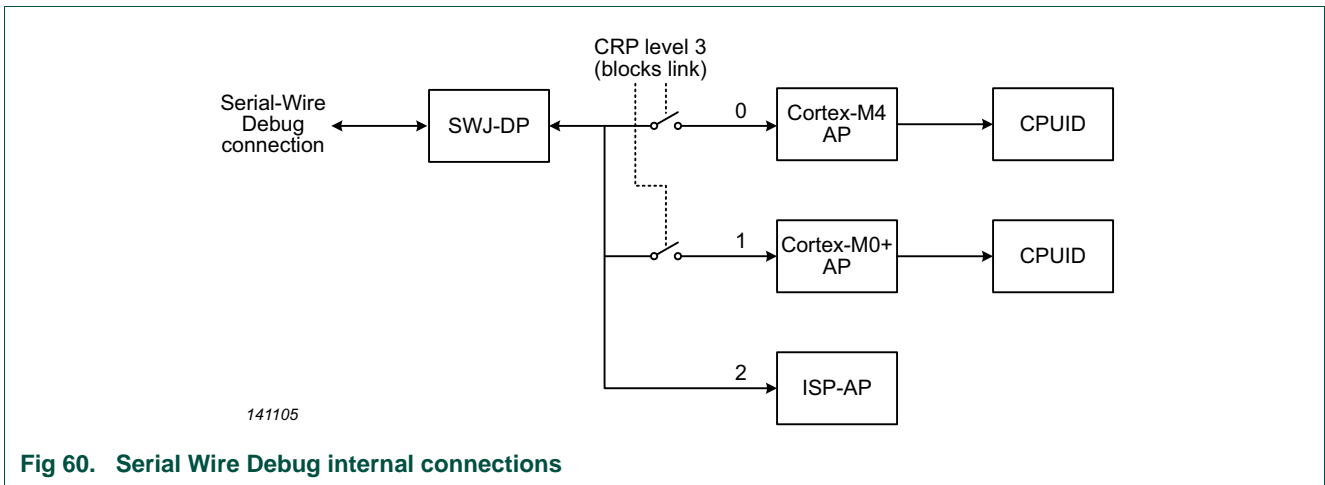 CRP level 3
(blocks link)
Serial-Wire
Debug
connection
SWJ-DP
0
Cortex-M4
AP
CPUID
1
Cortex-M0+
AP
CPUID
2
ISP-AP
141105
Fig 60. Serial Wire Debug internal connections